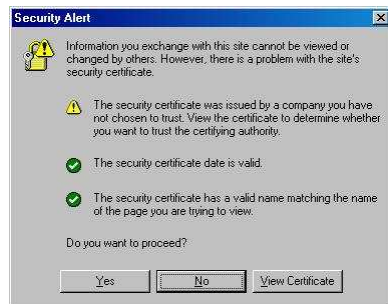 Security Alert
Information you exchange with this site cannot be viewed or
changed by others. However, there is a problem with the site's
security certificate.
The security certificate was issued by a company you have
not chosen to trust. View the certificate to determine whether
you want to trust the certifying authority.
The security certificate date is valid.
The security certificate has a valid name matching the name
of the page you are trying to view.
Do you want to proceed?
Yes No View Certificate